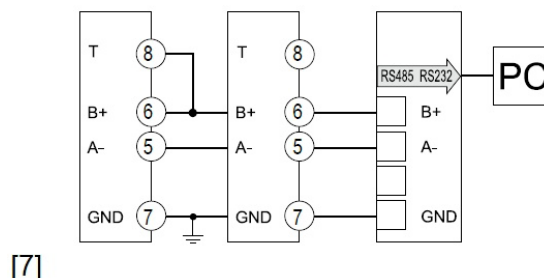 T 8 T 8
RS485 RS232 PC
B+ 6 B+ 6 B+
A- 5 A- 5 A-
GND 7 GND 7 GND
[7]